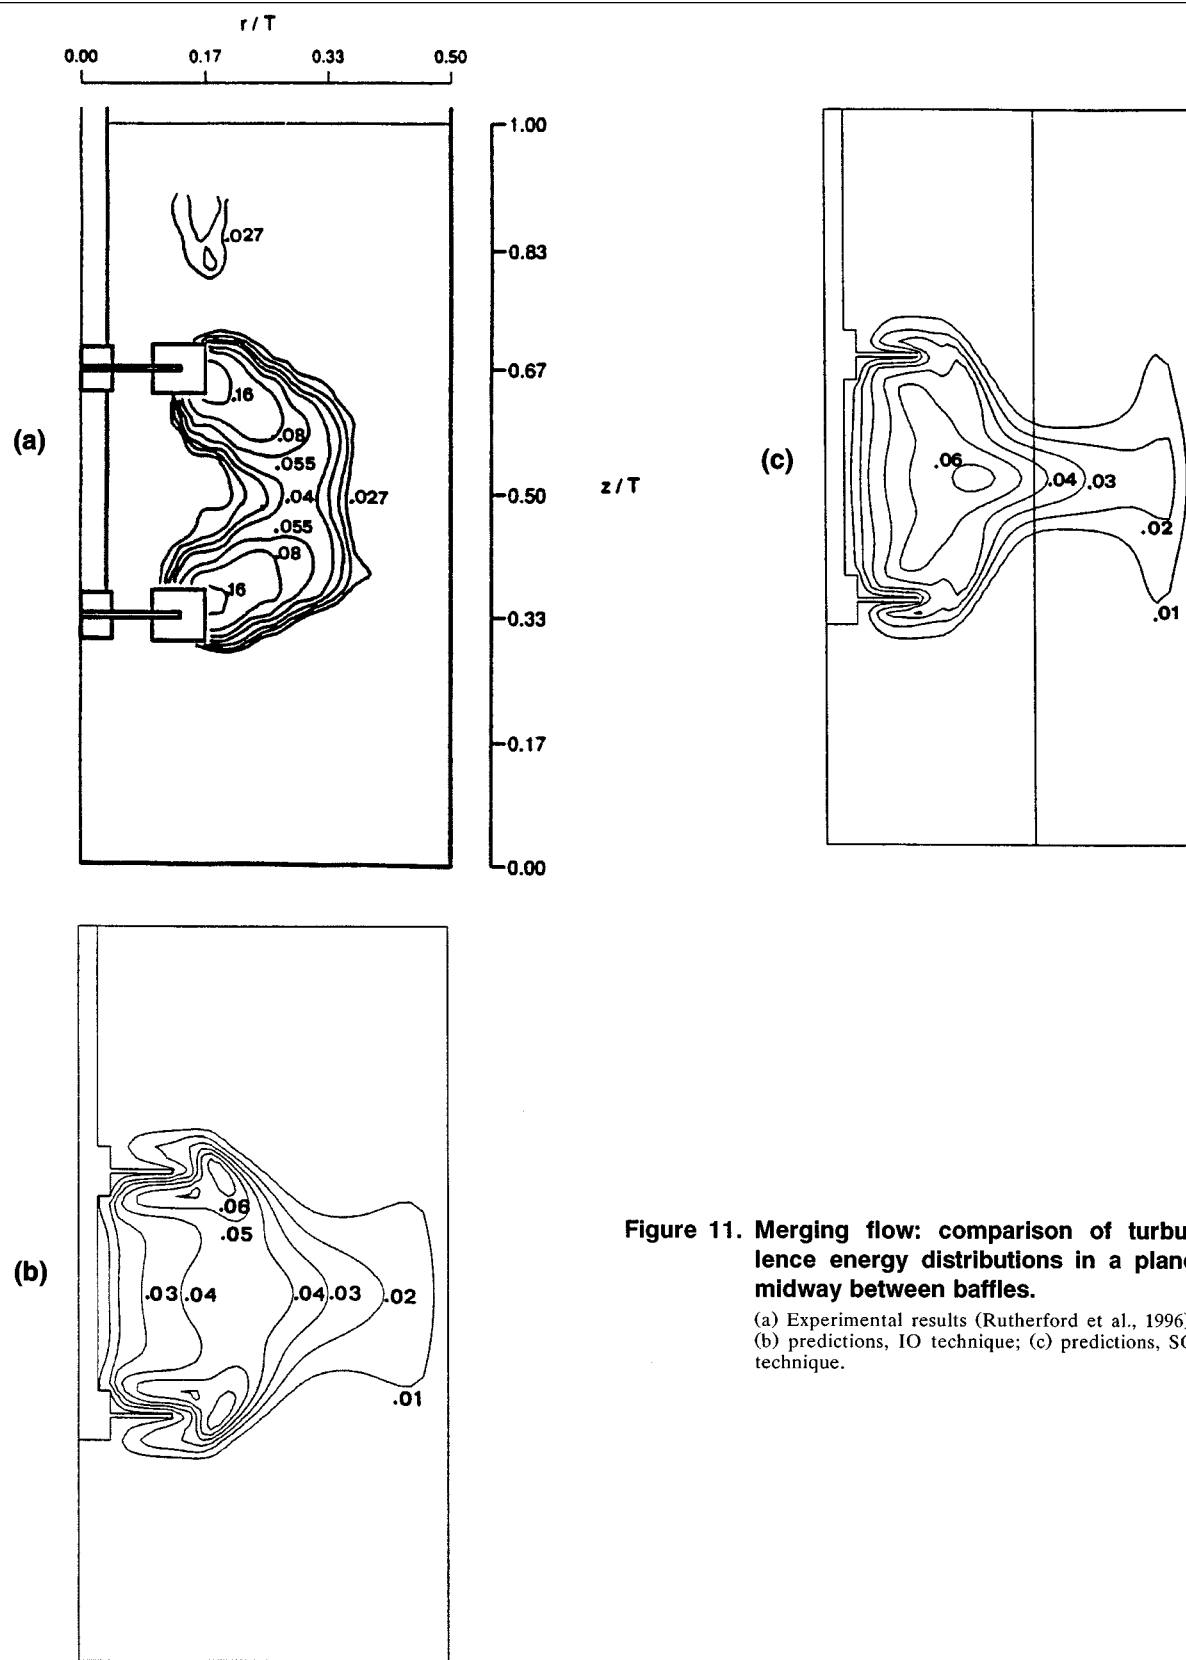 r / T
0.00 0.17 0.33 0.50
1.00
.027
0.83
0.67
.16
(a)
.08
.055
z / T
0.50
.04
.027
.055
.08
.16
0.33
0.17
0.00
(c)
.06
.04
.03
.02
.01
(b)
.06
.05
.03
.04
.04
.03
.02
.01
Figure 11. Merging flow: comparison of turbu
lence energy distributions in a plane
midway between baffles.
(a) Experimental results (Rutherford et al., 1996)
(b) predictions, IO technique; (c) predictions, SG
technique.